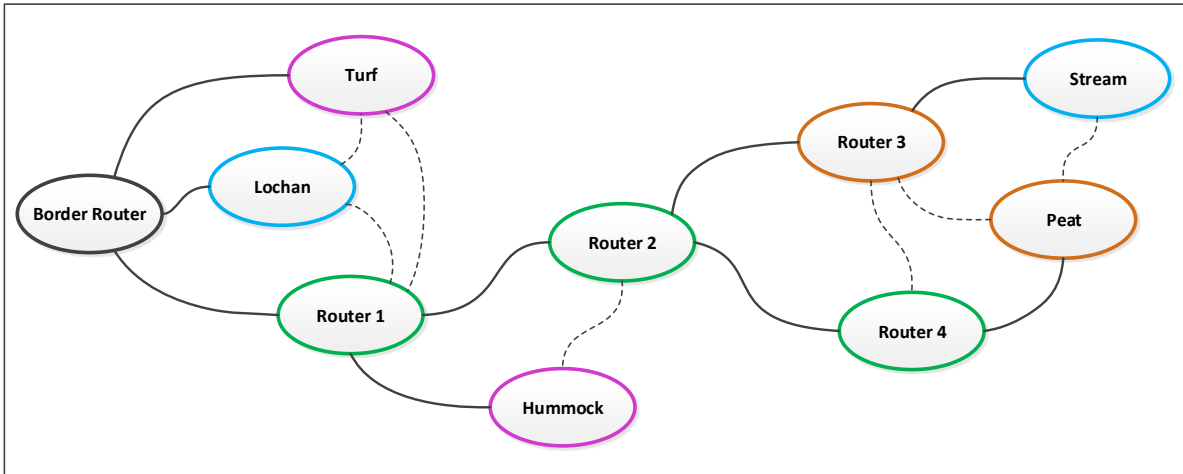 Turf
Stream
Router 3
Lochan
Border Router
Peat
Router 2
Router 1
Router 4
Hummock